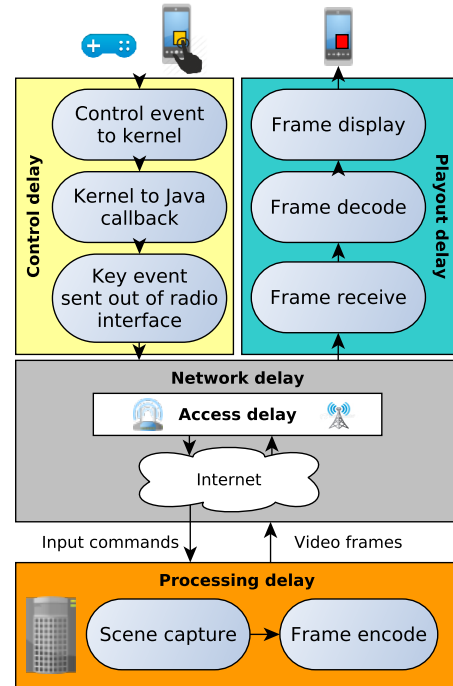 Control delay
Control event
to kernel
Kernel to Java
callback
Key event
sent out of radio
interface
Playout delay
Frame display
Frame decode
Frame receive
Network delay
Access delay
Internet
Input commands
Video frames
Processing delay
Scene capture
Frame encode